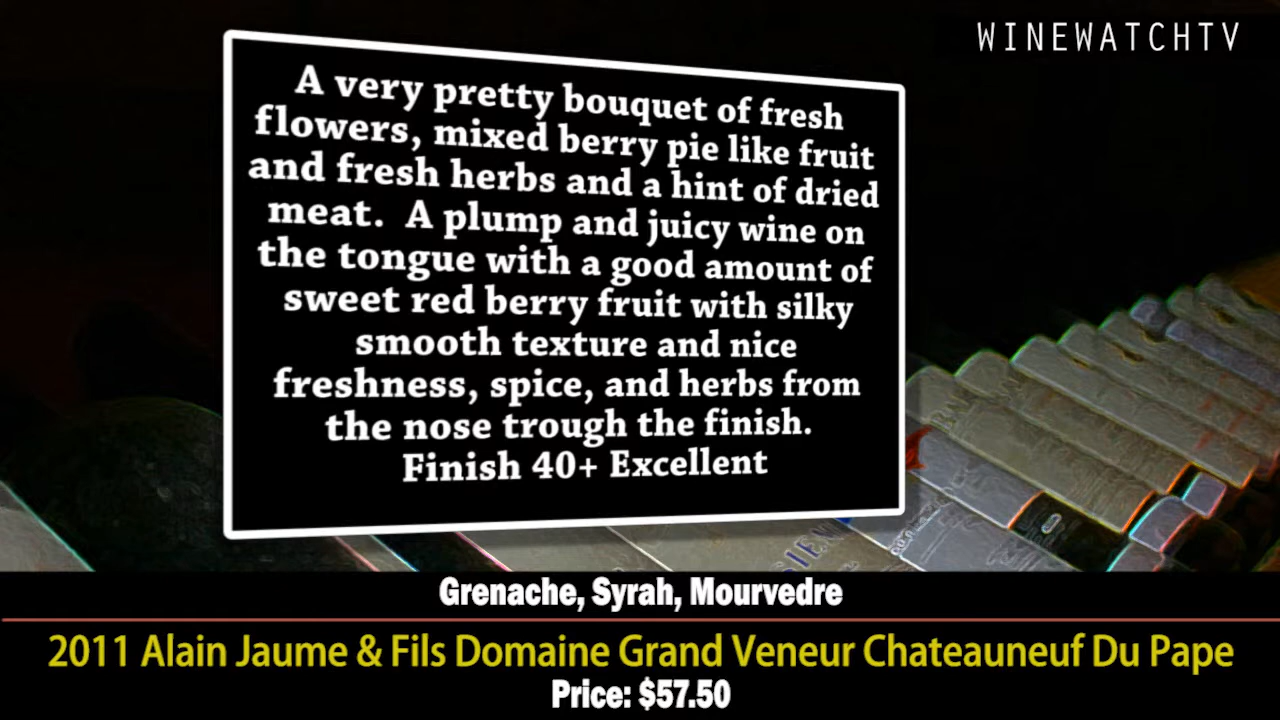 WINEWATCHTV
A very pretty bouquet of fresh
flowers, mixed berry pie like fruit
and fresh herbs and a hint of dried
meat. A plump and juicy wine on
the tongue with a good amount of
sweet red berry fruit with silky
smooth texture and nice
freshness, spice, and herbs from
the nose trough the finish.
Finish 40+ Excellent
Grenache, Syrah, Mourvedre
2011 Alain Jaume & Fils Domaine Grand Veneur Chateauneuf Du Pape
Price: $57.50